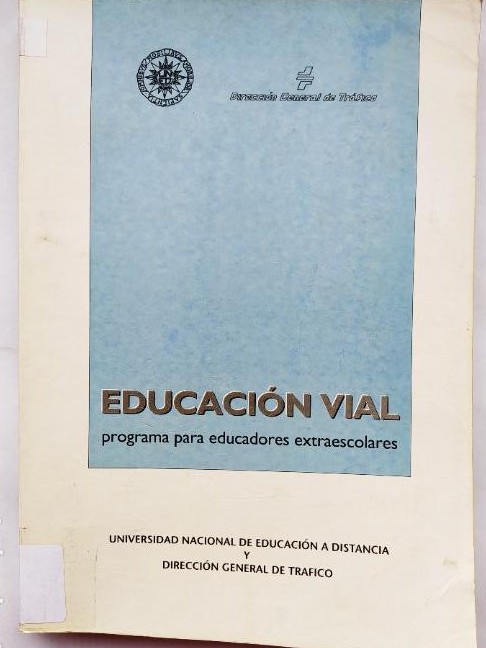 Dirección General de Tráfico
EDUCACIÓN VIAL
programa para educadores extraescolares
UNIVERSIDAD NACIONAL DE EDUCACIÓN A DISTANCIA
Y
DIRECCIÓN GENERAL DE TRAFICO